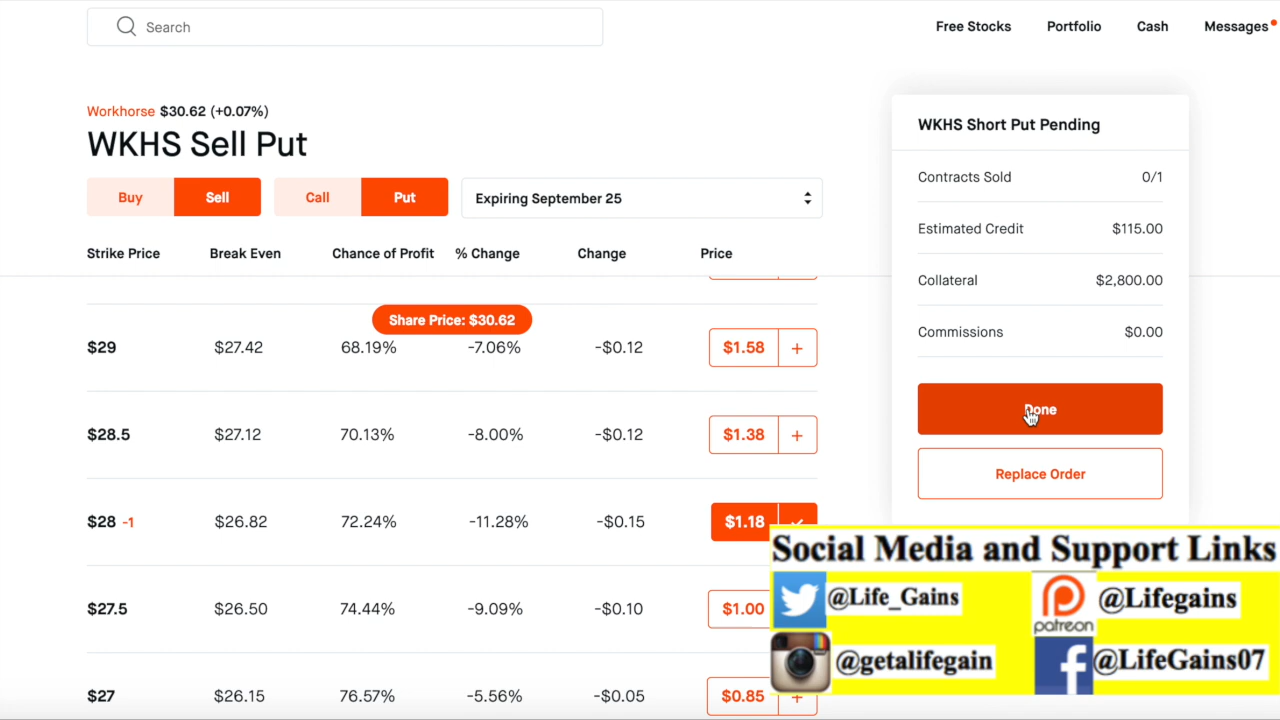 Search
Free Stocks Portfolio Cash Messages
Workhorse $30.62 (+0.07%)
WKHS Sell Put
Buy Sell Call Put Expiring September 25
Strike Price Break Even Chance of Profit % Change Change Price
Share Price: $30.62
$29 $27.42 68.19% -7.06% -$0.12 $1.58 +
$28.5 $27.12 70.13% -8.00% -$0.12 $1.38 +
$28 -1 $26.82 72.24% -11.28% -$0.15 $1.18
$27.5 $26.50 74.44% -9.09% -$0.10 $1.00
$27 $26.15 76.57% -5.56% -$0.05 $0.85 +
WKHS Short Put Pending
Contracts Sold 0/1
Estimated Credit $115.00
Collateral $2,800.00
Commissions $0.00
Done
Replace Order
Social Media and Support Links
@Life_Gains @Lifegains
patreon
@getalifegain @LifeGains07